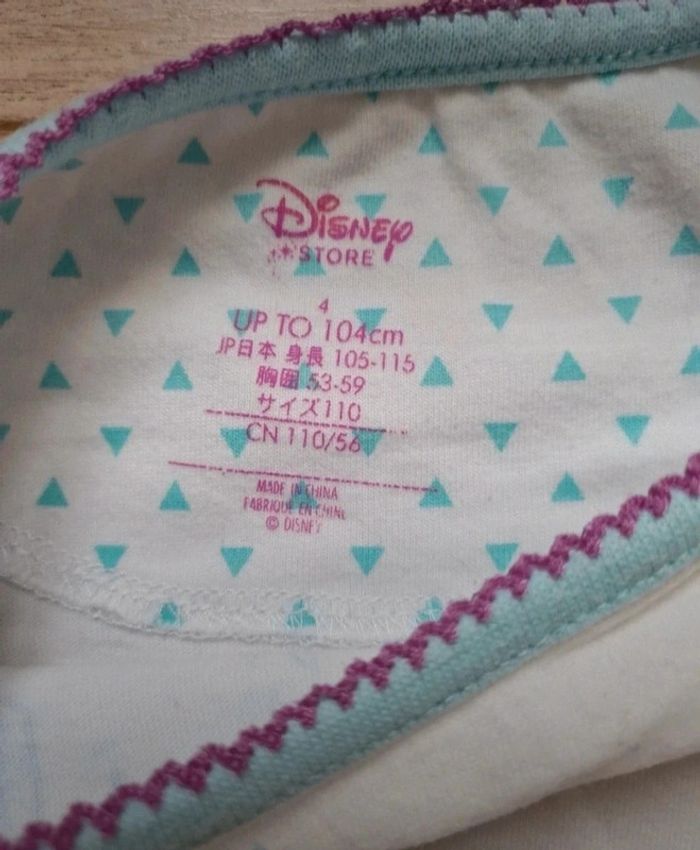 Disney
STORE
4
UP TO 104cm
JP日本 身長 105-115
胸囲 53-59
サイズ110
CN 110/56
MADE IN CHINA
FABRIQUÉ EN CHINE
© DISNEY